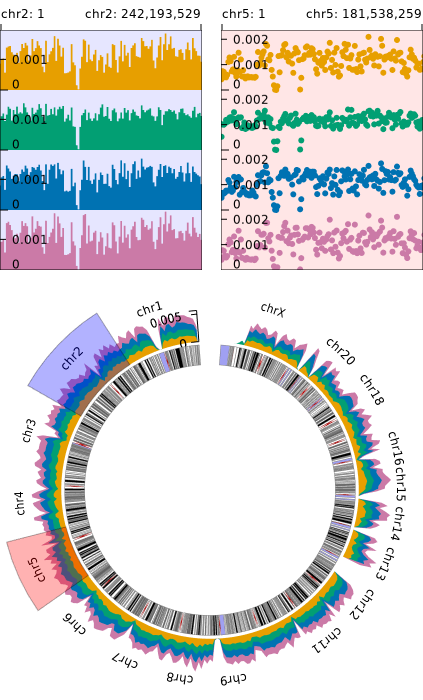 chr2: 1 chr2: 242,193,529 chr5: 1 chr5: 181,538,259
0.002
0.001 0.001
0 0
0.002
0.001 0.001
0 0
0.002
0.001 0.001
0 0
0.002
0.001 0.001
0 0
chr1 chrX
0.005
0
chr2
chr20
chr18
chr3
chr16
chr15
chr4
chr14
chr13
chr5
chr12
chr6
chr11
chr7
chr8
chr9